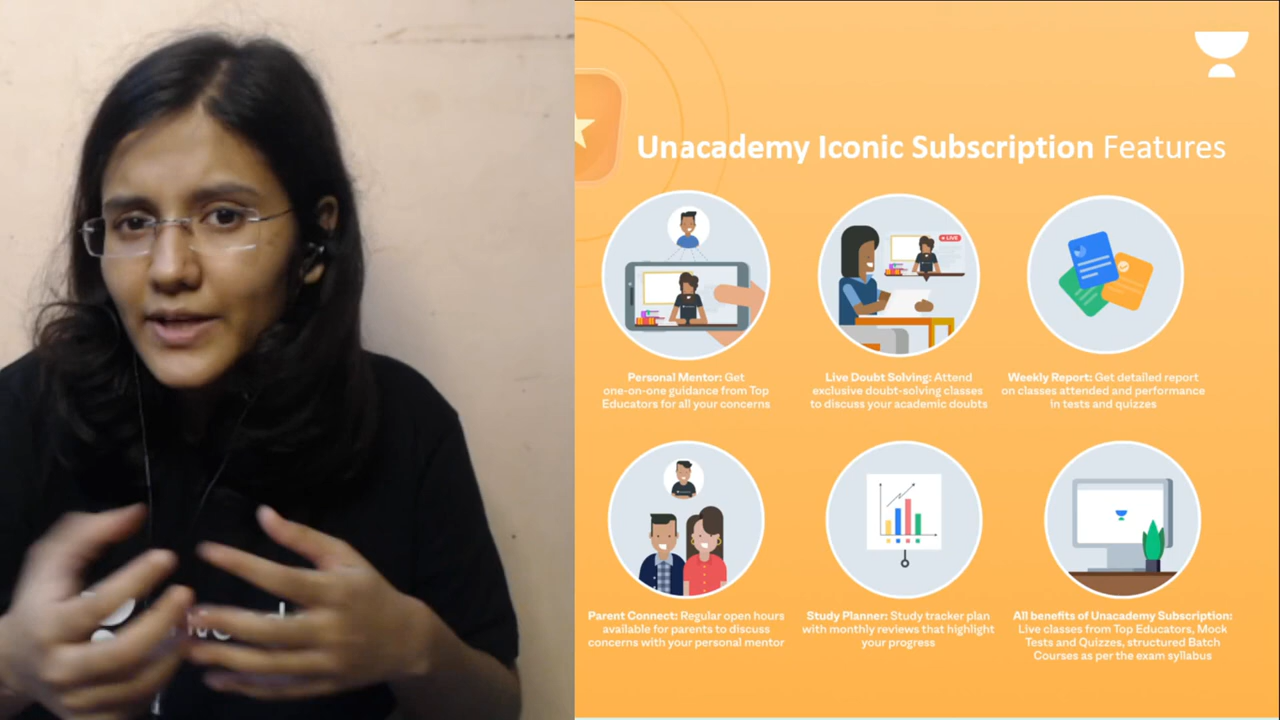 Unacademy Iconic Subscription Features
LIVE
Personal Mentor: Get
one-on-one guidance from Top
Educators for all your concerns
Live Doubt Solving: Attend
exclusive doubt-solving classes
to discuss your academic doubts
Weekly Report: Get detailed report
on classes attended and performance
in tests and quizzes
Parent Connect: Regular open hours
available for parents to discuss
concerns with your personal mentor
Study Planner: Study tracker plan
with monthly reviews that highlight
your progress
All benefits of Unacademy Subscription:
Live classes from Top Educators, Mock
Tests and Quizzes, structured Batch
Courses as per the exam syllabus